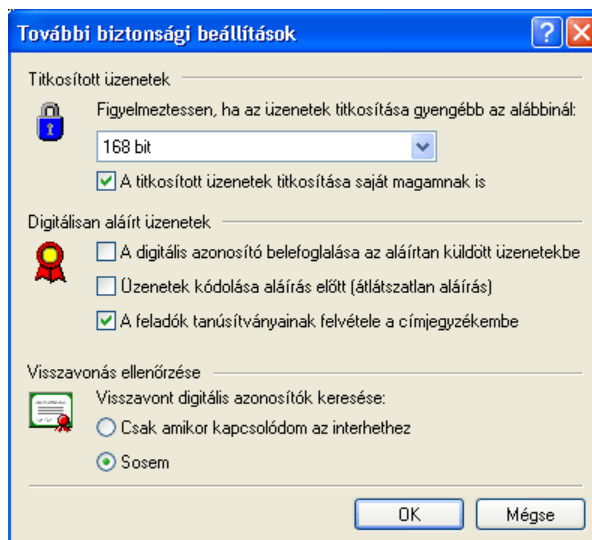 További biztonsági beállítások
Titkosított üzenetek
Figyelmeztessen, ha az üzenetek titkosítása gyengébb az alábbinál:
168 bit
A titkosított üzenetek titkosítása saját magamnak is
Digitálisan aláírt üzenetek
A digitális azonosító belefoglalása az aláírtan küldött üzenetekbe
Üzenetek kódolása aláírás előtt (átlátszatlan aláírás)
A feladók tanúsítványainak felvétele a címjegyzékembe
Visszavonás ellenőrzése
Visszavont digitális azonosítók keresése:
Csak amikor kapcsolódom az interhethez
Sosem
OK
Mégse